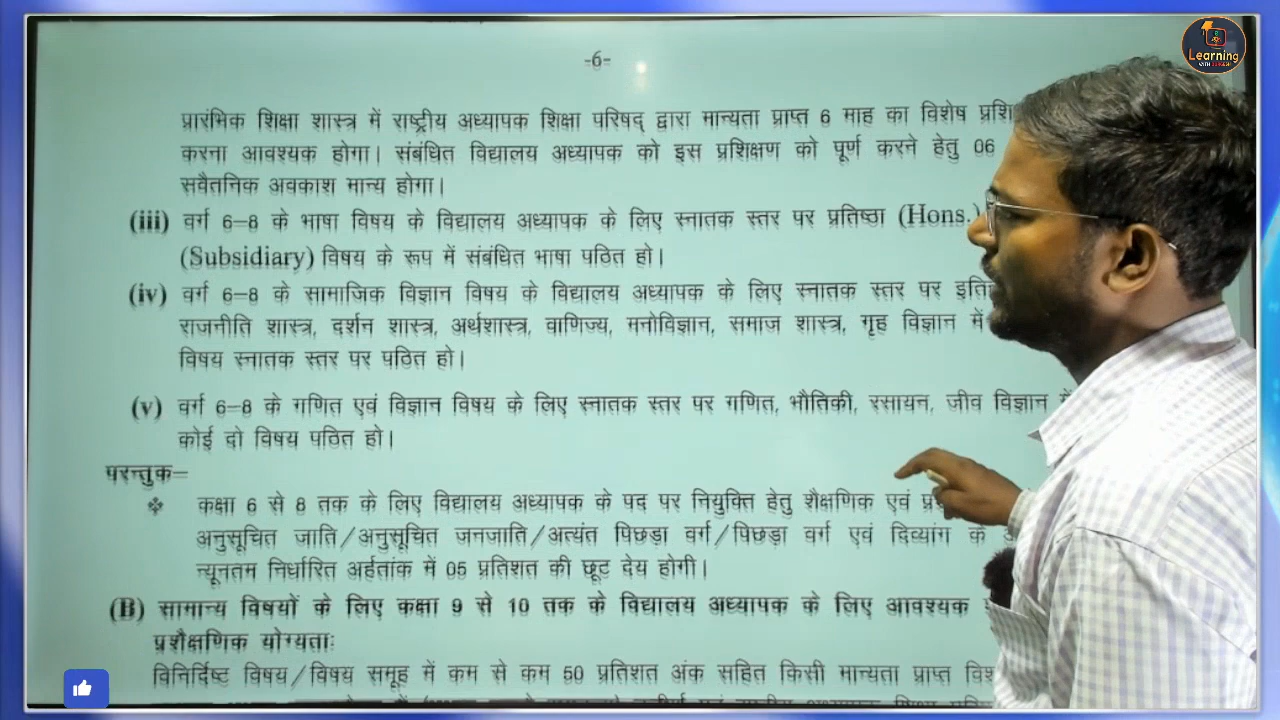 Learning
-6-
प्रारंभिक शिक्षा शास्त्र में राष्ट्रीय अध्यापक शिक्षा परिषद् द्वारा मान्यता प्राप्त 6 माह का विशेष
करना आवश्यक होगा। संबंधित विद्यालय अध्यापक को इस प्रशिक्षण को पूर्ण करने हेतु 06
सवैतनिक अवकाश मान्य होगा।
(iii) वर्ग 6–8 के भाषा विषय के विद्यालय अध्यापक के लिए स्नातक स्तर पर प्रतिष्ठा (Hons.)
(Subsidiary) विषय के रूप में संबंधित भाषा पठित हो।
(iv) वर्ग 6–8 के सामाजिक विज्ञान विषय के विद्यालय अध्यापक के लिए स्नातक स्तर पर
राजनीति शास्त्र, दर्शन शास्त्र, अर्थशास्त्र, वाणिज्य, मनोविज्ञान, समाज शास्त्र, गृह विज्ञान में
विषय स्नातक स्तर पर पठित हो।
(v) वर्ग 6–8 के गणित एवं विज्ञान विषय के लिए स्नातक स्तर पर गणित, भौतिकी, रसायन, जीव विज्ञान में
कोई दो विषय पठित हो।
परन्तुक–
❖ कक्षा 6 से 8 तक के लिए विद्यालय अध्यापक के पद पर नियुक्ति हेतु शैक्षणिक एवं
अनुसूचित जाति/अनुसूचित जनजाति/अत्यंत पिछड़ा वर्ग/पिछड़ा वर्ग एवं दिव्यांग के
न्यूनतम निर्धारित अर्हतांक में 05 प्रतिशत की छूट देय होगी।
(B) सामान्य विषयों के लिए कक्षा 9 से 10 तक के विद्यालय अध्यापक के लिए आवश्यक
प्रशैक्षणिक योग्यताः
विनिर्दिष्ट विषय/विषय समूह में कम से कम 50 प्रतिशत अंक सहित किसी मान्यता प्राप्त